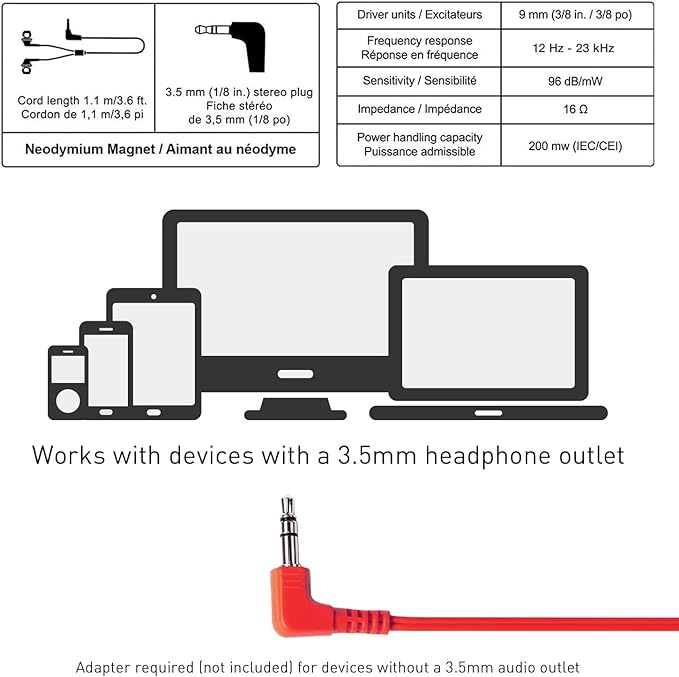 Cord length 1.1 m/3.6 ft.
Cordon de 1,1 m/3,6 pi
3.5 mm (1/8 in.) stereo plug
Fiche stéréo
de 3,5 mm (1/8 po)
Neodymium Magnet / Aimant au néodyme
Driver units / Excitateurs 9 mm (3/8 in. / 3/8 po)
Frequency response
Réponse en fréquence 12 Hz - 23 kHz
Sensitivity / Sensibilité 96 dB/mW
Impedance / Impédance 16 Ω
Power handling capacity
Puissance admissible 200 mw (IEC/CEI)
Works with devices with a 3.5mm headphone outlet
Adapter required (not included) for devices without a 3.5mm audio outlet